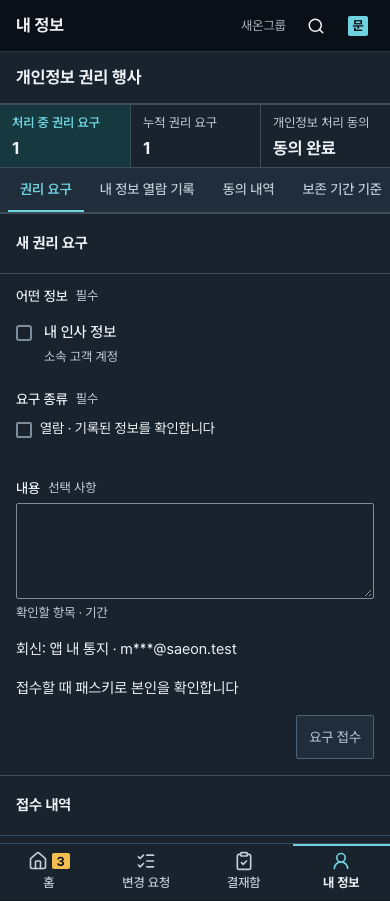 내 정보
새온그룹
문
개인정보 권리 행사
처리 중 권리 요구
1
누적 권리 요구
1
개인정보 처리 동의
동의 완료
권리 요구
내 정보 열람 기록
동의 내역
보존 기간 기준
새 권리 요구
어떤 정보 필수
내 인사 정보
소속 고객 계정
요구 종류 필수
열람 · 기록된 정보를 확인합니다
내용 선택 사항
확인할 항목 · 기간
회신: 앱 내 통지 · m***@saeon.test
접수할 때 패스키로 본인을 확인합니다
요구 접수
접수 내역
3
홈
변경 요청
결재함
내 정보